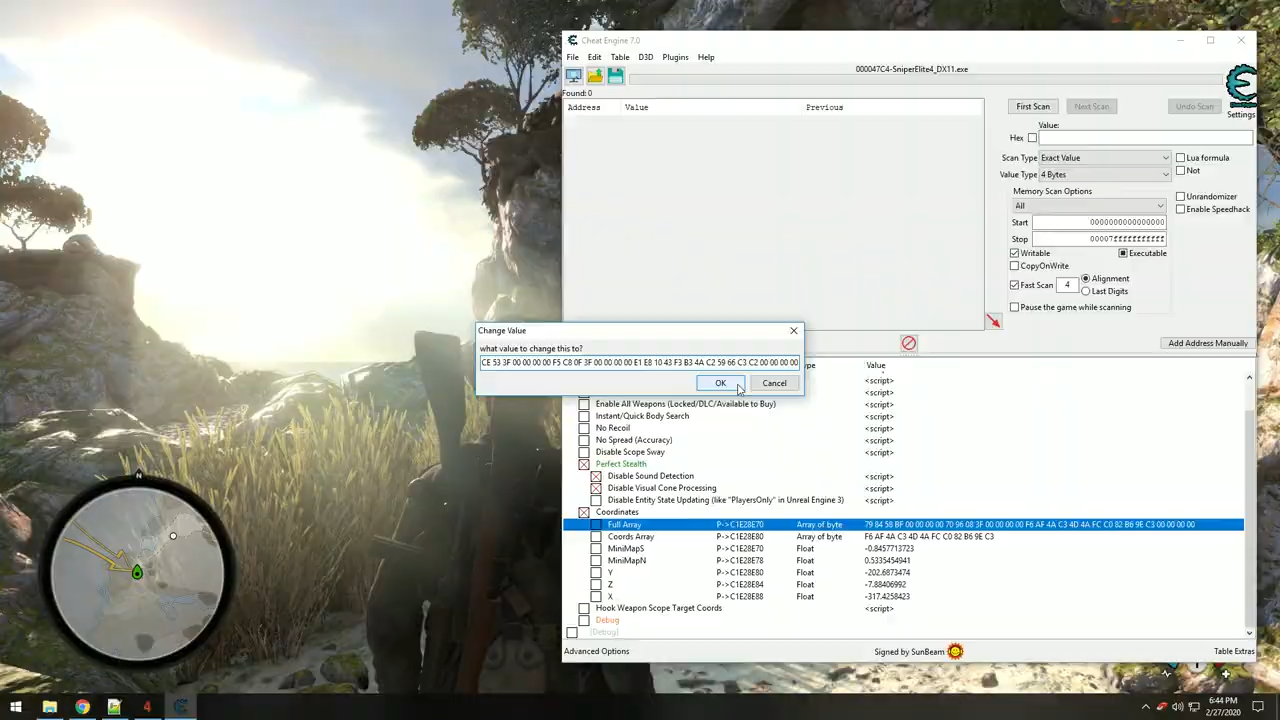 Cheat Engine 7.0
File Edit Table D3D Plugins Help
000047C4-SniperElite4_DX11.exe
Found: 0
Address Value Previous
First Scan Next Scan Undo Scan
Settings
Value:
Hex
Scan Type Exact Value Lua formula
Value Type 4 Bytes Not
Memory Scan Options
All
Unrandomizer
Start 0000000000000000 Enable Speedhack
Stop 00007fffffffffff
Writable Executable
CopyOnWrite
Fast Scan 4 Alignment
Last Digits
Pause the game while scanning
Add Address Manually
Change Value
what value to change this to?
CE 53 3F 00 00 00 00 F5 C8 0F 3F 00 00 00 00 E1 E8 10 43 F3 B3 4A C2 59 66 C3 C2 00 00 00 00
OK Cancel
Value
<script>
<script>
Enable All Weapons (Locked/DLC/Available to Buy) <script>
Instant/Quick Body Search <script>
No Recoil <script>
No Spread (Accuracy) <script>
Disable Scope Sway <script>
Perfect Stealth
Disable Sound Detection <script>
Disable Visual Cone Processing <script>
Disable Entity State Updating (like "PlayersOnly" in Unreal Engine 3) <script>
Coordinates
Full Array P->C1E28E70 Array of byte 79 84 58 BF 00 00 00 00 70 96 08 3F 00 00 00 00 F6 AF 4A C3 4D 4A FC C0 82 B6 9E C3 00 00 00 00
Coords Array P->C1E28E80 Array of byte F6 AF 4A C3 4D 4A FC C0 82 B6 9E C3
MiniMapS P->C1E28E70 Float -0.8457713723
MiniMapN P->C1E28E78 Float 0.5335454941
Y P->C1E28E80 Float -202.6873474
Z P->C1E28E84 Float -7.88406992
X P->C1E28E88 Float -317.4258423
Hook Weapon Scope Target Coords <script>
Debug
[Debug]
Advanced Options Signed by SunBeam Table Extras
N
6:44 PM
2/27/2020